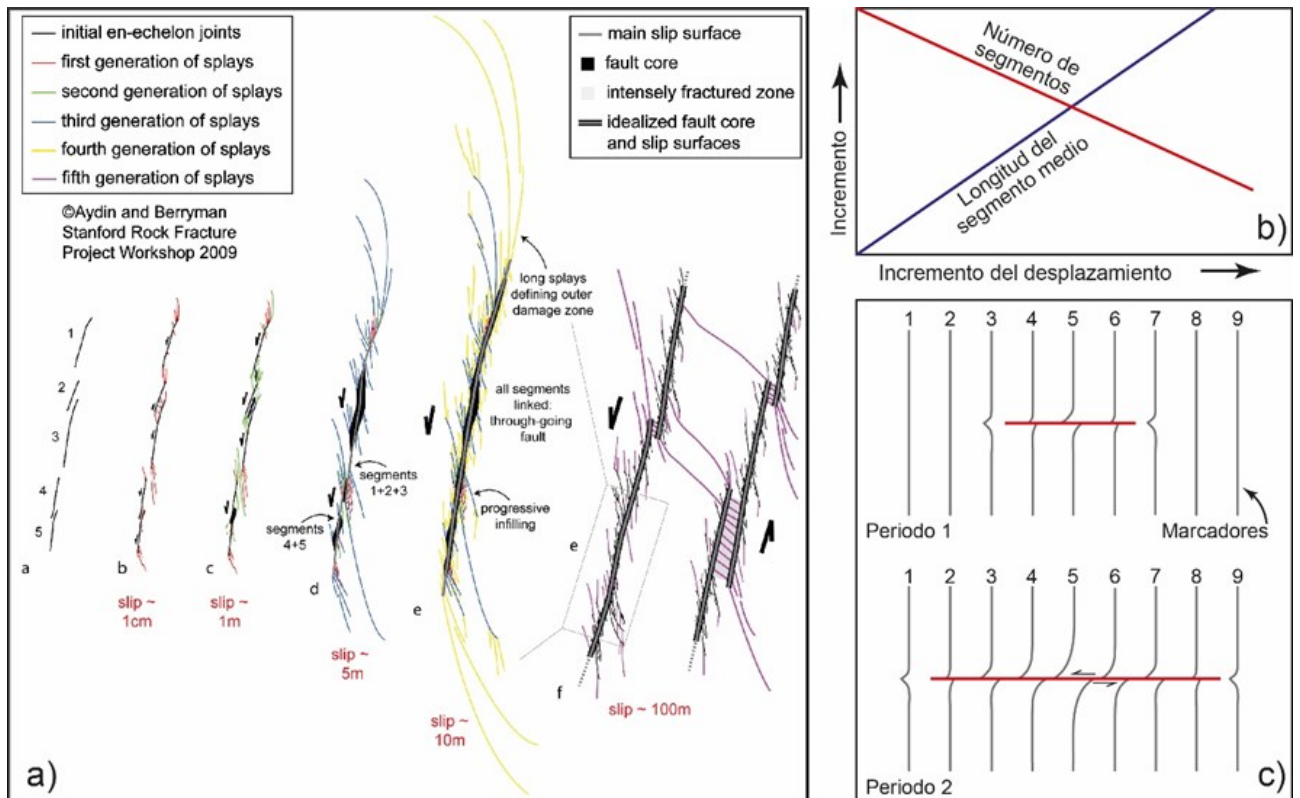 initial en-echelon joints
first generation of splays
second generation of splays
third generation of splays
fourth generation of splays
fifth generation of splays
©Aydin and Berryman
Stanford Rock Fracture
Project Workshop 2009
main slip surface
fault core
intensely fractured zone
idealized fault core
and slip surfaces
long splays
defining outer
damage zone
all segments
linked:
through-going
fault
segments
1+2+3
segments
4+5
progressive
infilling
1
2
3
4
5
a
b
c
d
e
e
f
slip ~
1cm
slip ~
1m
slip ~
5m
slip ~
10m
slip ~ 100m
a)
Incremento
Número de
segmentos
Longitud del
segmento medio
b)
Incremento del desplazamiento
1 2 3 4 5 6 7 8 9
Periodo 1
Marcadores
1 2 3 4 5 6 7 8 9
Periodo 2
c)